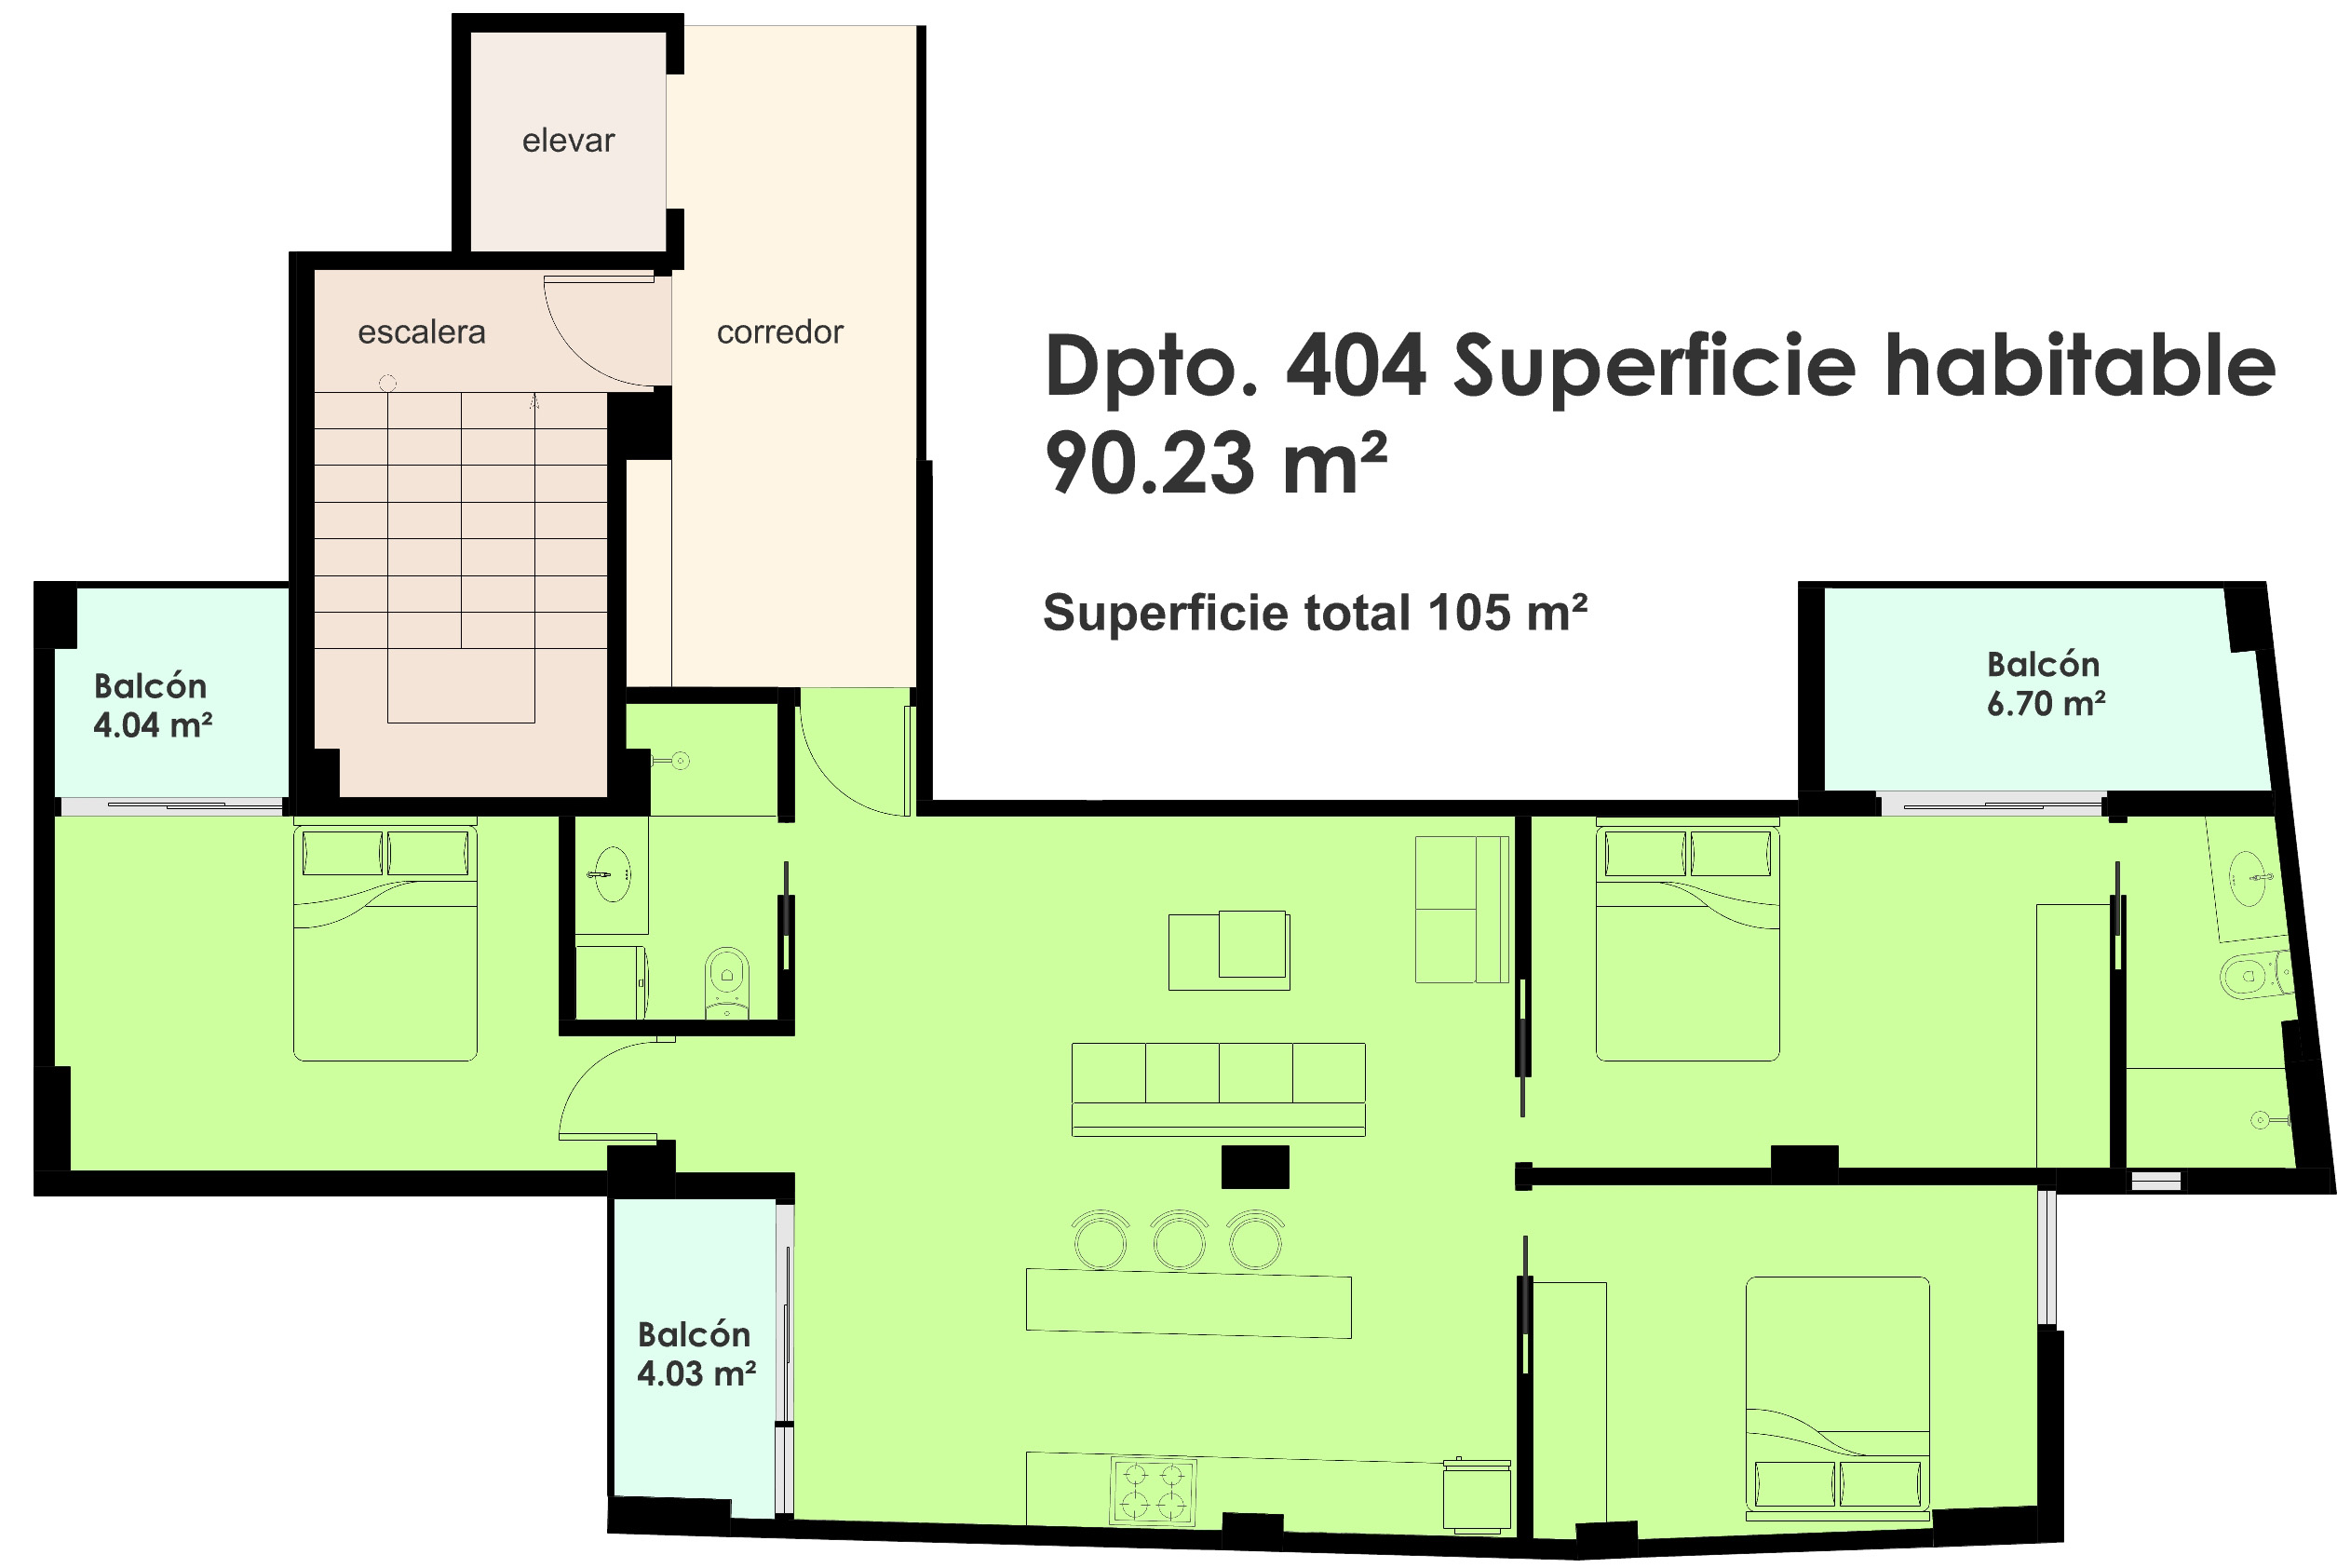 elevar
escalera
corredor
Dpto. 404 Superficie habitable
90.23 m²
Superficie total 105 m²
Balcón
4.04 m²
Balcón
6.70 m²
Balcón
4.03 m²